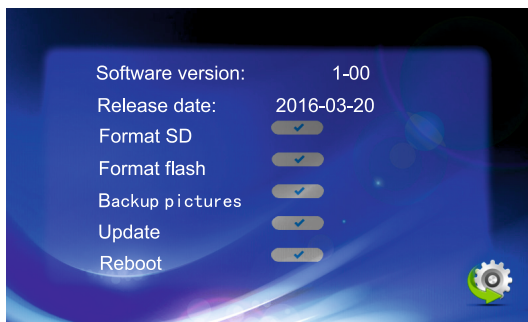 Software version: 1-00
Release date: 2016-03-20
Format SD
Format flash
Backup pictures
Update
Reboot